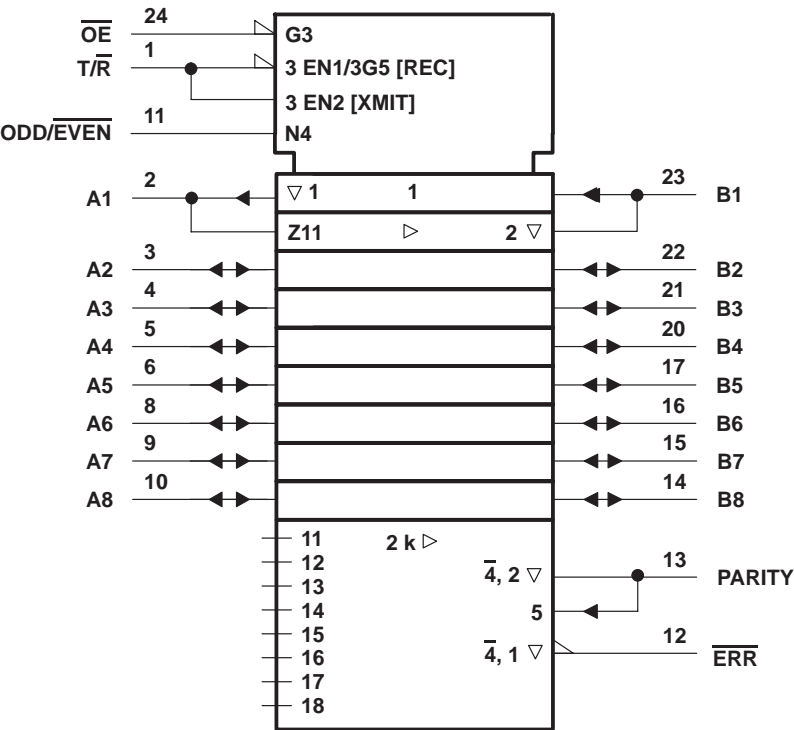 24
OE G3
1
T/R 3 EN1/3G5 [REC]
3 EN2 [XMIT]
11
ODD/EVEN N4
2 23
A1 ▽ 1 1 B1
Z11 ▷ 2 ▽
3 22
A2 B2
4 21
A3 B3
5 20
A4 B4
6 17
A5 B5
8 16
A6 B6
9 15
A7 B7
10 14
A8 B8
11 2 k ▷
12
13 4, 2 ▽ 13 PARITY
14 5
15
16 4, 1 ▽ 12 ERR
17
18